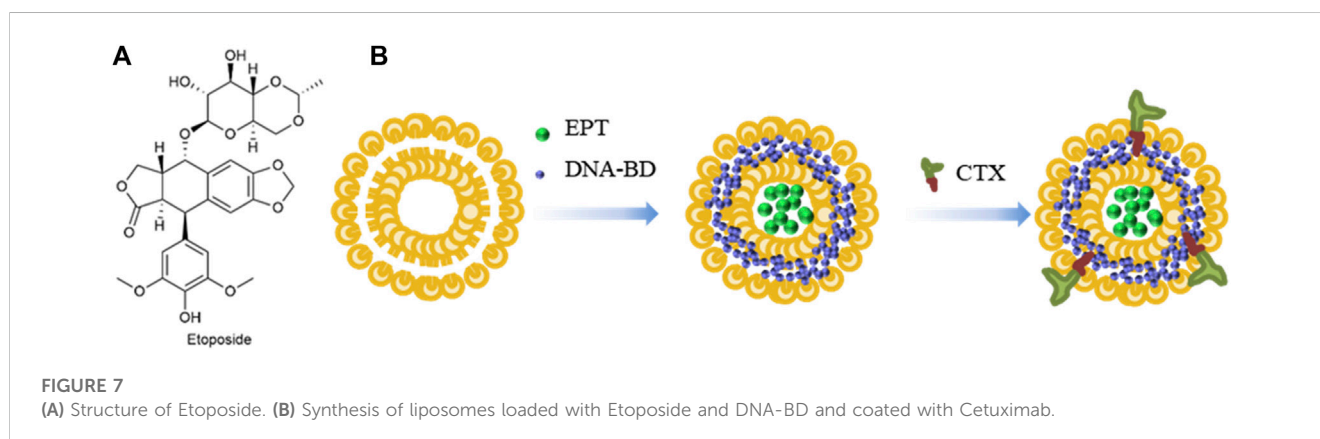 A
B
OH
HO
H
O
O
O
O
H
H
O
O
O
O
H
O
O
OH
Etoposide
EPT
DNA-BD
CTX
FIGURE 7
(A) Structure of Etoposide. (B) Synthesis of liposomes loaded with Etoposide and DNA-BD and coated with Cetuximab.